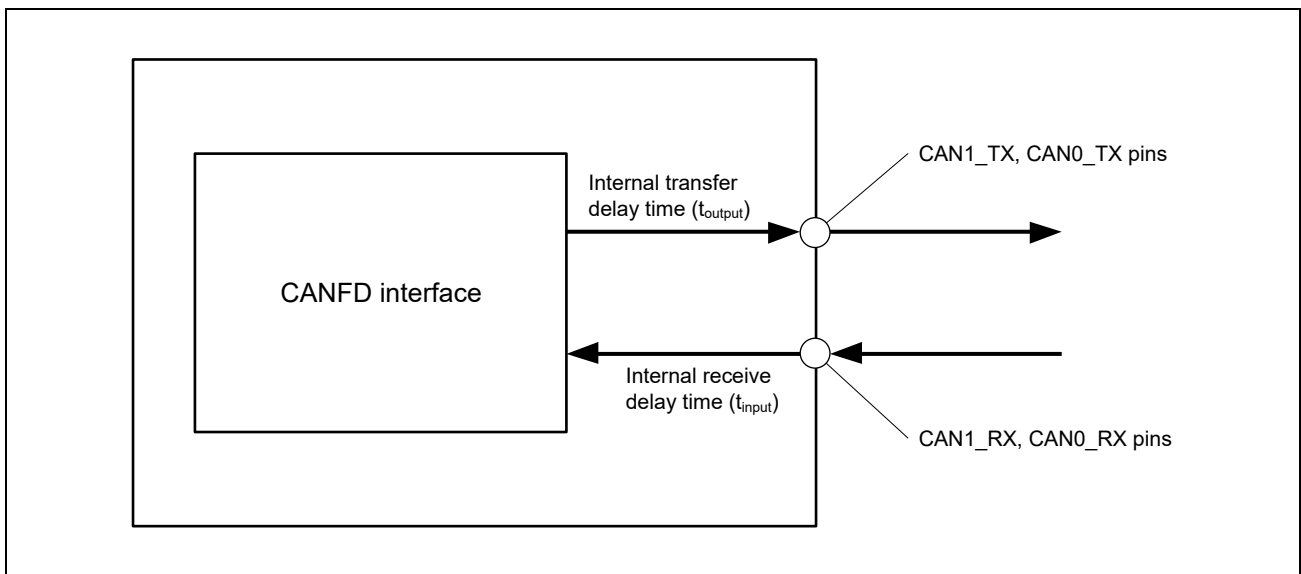 CAN1_TX, CAN0_TX pins
Internal transfer
delay time (toutput)
CANFD interface
Internal receive
delay time (tinput)
CAN1_RX, CAN0_RX pins